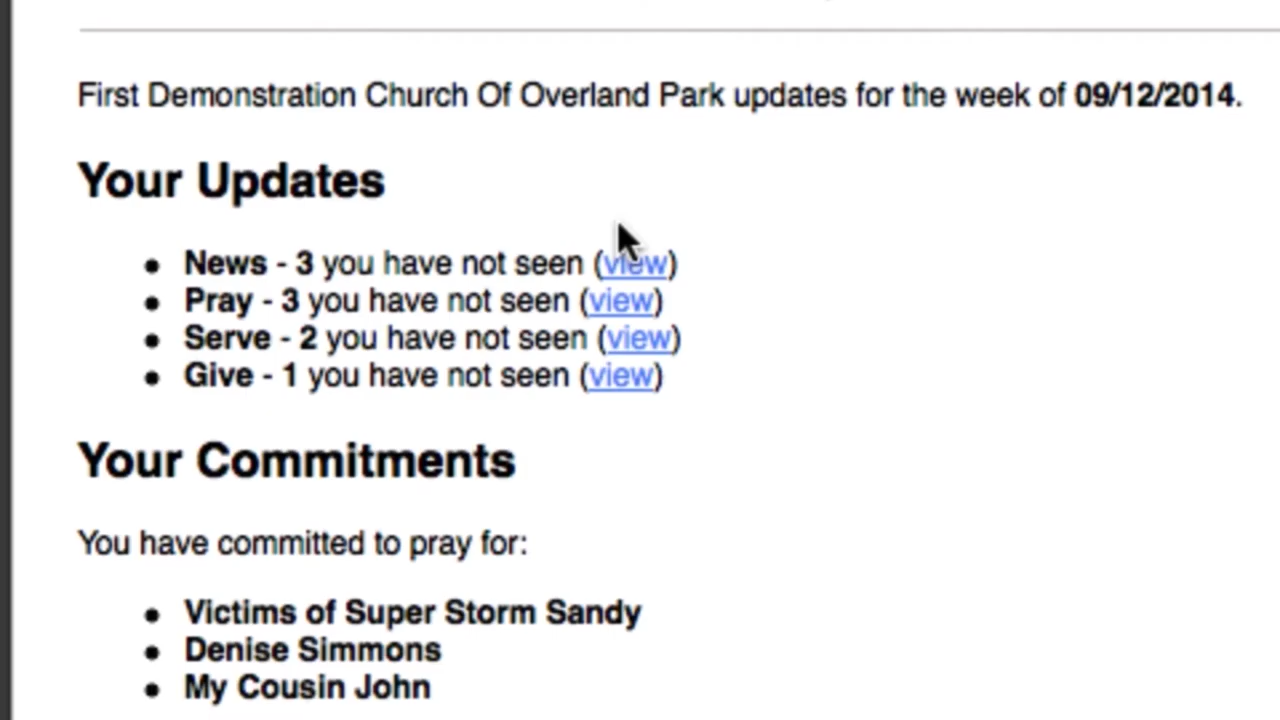 First Demonstration Church Of Overland Park updates for the week of 09/12/2014.
Your Updates
• News - 3 you have not seen (view)
• Pray - 3 you have not seen (view)
• Serve - 2 you have not seen (view)
• Give - 1 you have not seen (view)
Your Commitments
You have committed to pray for:
• Victims of Super Storm Sandy
• Denise Simmons
• My Cousin John